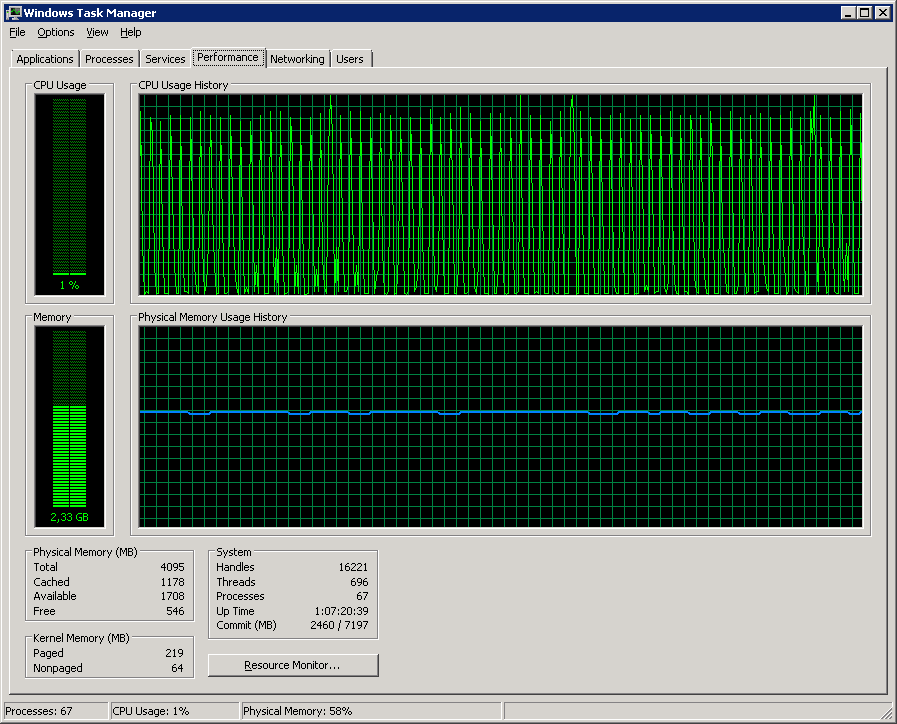 Windows Task Manager
File Options View Help
Applications Processes Services Performance Networking Users
CPU Usage
CPU Usage History
1 %
Memory
Physical Memory Usage History
2,33 GB
Physical Memory (MB)
Total 4095
Cached 1178
Available 1708
Free 546
Kernel Memory (MB)
Paged 219
Nonpaged 64
System
Handles 16221
Threads 696
Processes 67
Up Time 1:07:20:39
Commit (MB) 2460 / 7197
Resource Monitor...
Processes: 67 CPU Usage: 1% Physical Memory: 58%